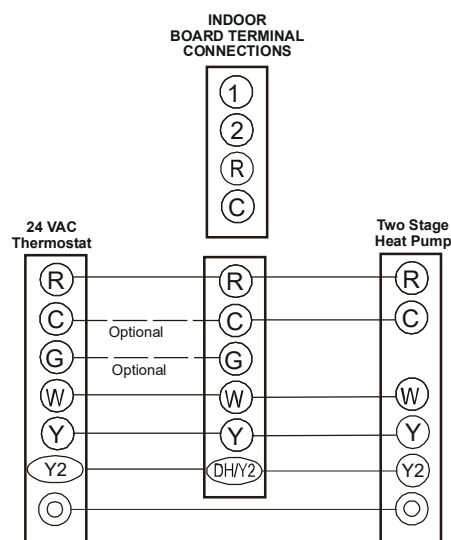 INDOOR
BOARD TERMINAL
CONNECTIONS
1
2
R
C
24 VAC
Thermostat
Two Stage
Heat Pump
R R R
C Optional C C
G Optional G
W W W
Y Y Y
Y2 DH/Y2 Y2
O O